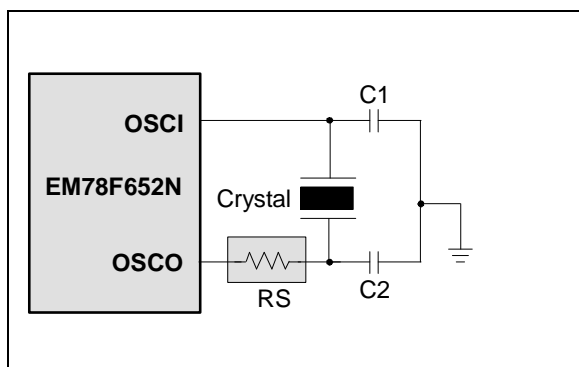 C1
OSCI
EM78F652N
Crystal
OSCO
C2
RS